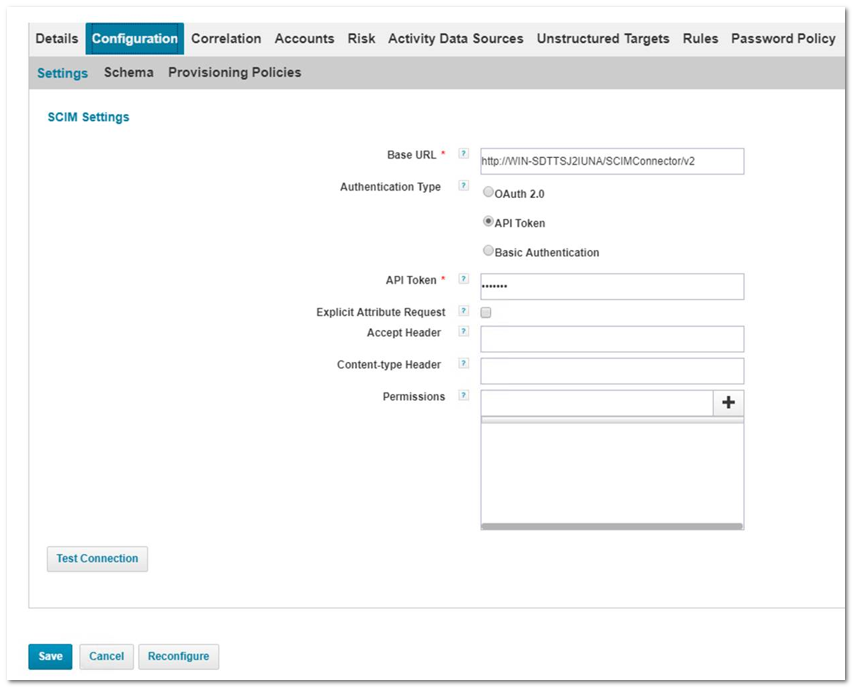 Details Configuration Correlation Accounts Risk Activity Data Sources Unstructured Targets Rules Password Policy
Settings Schema Provisioning Policies
SCIM Settings
Base URL * ? http://WIN-SDTTSJ2IUNA/SCIMConnector/v2
Authentication Type ? OAuth 2.0
API Token
Basic Authentication
API Token * ? •••••••
Explicit Attribute Request ?
Accept Header ?
Content-type Header ?
Permissions ? +
Test Connection
Save Cancel Reconfigure